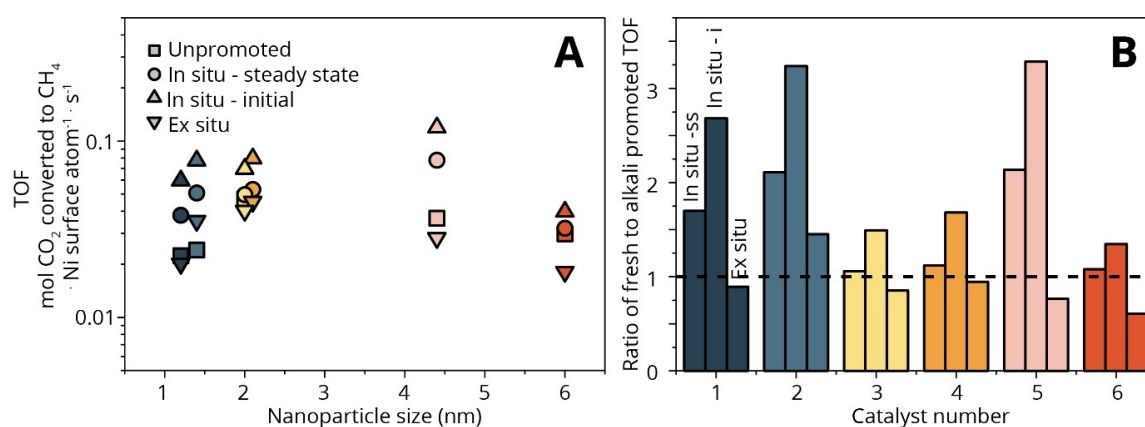 A
Unpromoted
In situ - steady state
In situ - initial
Ex situ
TOF
mol CO₂ converted to CH₄
· Ni surface atom⁻¹ · s⁻¹
0.1
0.01
1 2 3 4 5 6
Nanoparticle size (nm)
B
Ratio of fresh to alkali promoted TOF
3
2
1
0
In situ -ss
In situ - i
Ex situ
1 2 3 4 5 6
Catalyst number